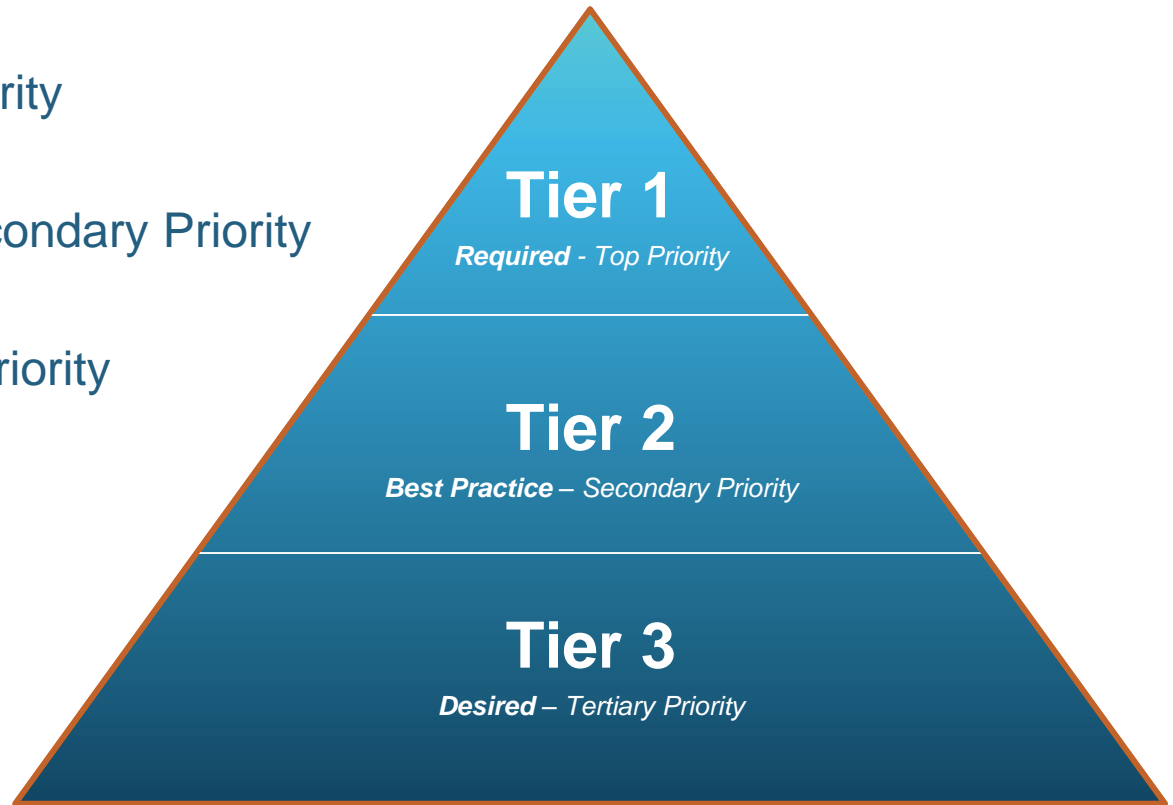 rity
condary Priority
riority
Tier 1
Required - Top Priority
Tier 2
Best Practice – Secondary Priority
Tier 3
Desired – Tertiary Priority